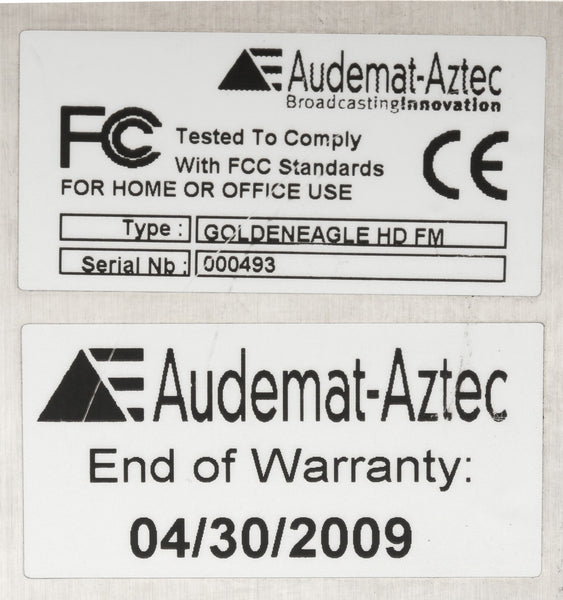 Audemat-Aztec
BroadcastingInnovation
FC Tested To Comply
With FCC Standards
FOR HOME OR OFFICE USE
CE
Type : GOLDENEAGLE HD FM
Serial Nb : 000493
Audemat-Aztec
End of Warranty:
04/30/2009